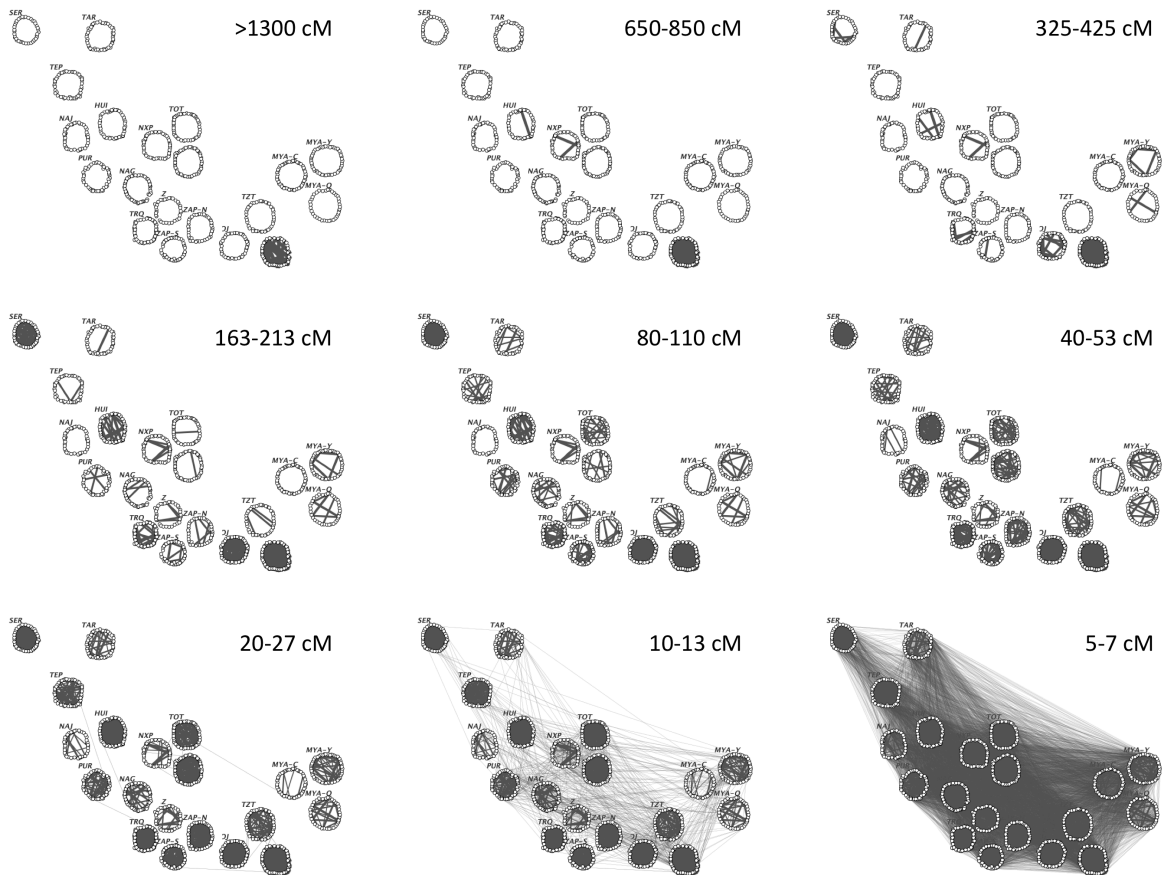 SER TAR >1300 cM
TEP
HUI TOT
NAJ NXP
MYA-Y
PUR MYA-C
NAG MYA-Q
Z TZT
TRQ ZAP-N
ZAP-S
SER TAR 650-850 cM
TEP
HUI TOT
NAJ NXP
MYA-Y
PUR MYA-C
NAG MYA-Q
Z TZT
TRQ ZAP-N
ZAP-S
SER TAR 325-425 cM
TEP
HUI TOT
NAJ NXP
MYA-Y
PUR MYA-C
NAG MYA-Q
Z TZT
TRQ ZAP-N
ZAP-S
SER TAR 163-213 cM
TEP
HUI TOT
NAJ NXP
MYA-Y
PUR MYA-C
NAG MYA-Q
Z TZT
TRQ ZAP-N
ZAP-S
SER TAR 80-110 cM
TEP
HUI TOT
NAJ NXP
MYA-Y
PUR MYA-C
NAG MYA-Q
Z TZT
TRQ ZAP-N
ZAP-S
SER TAR 40-53 cM
TEP
HUI TOT
NAJ NXP
MYA-Y
PUR MYA-C
NAG MYA-Q
Z TZT
TRQ ZAP-N
ZAP-S
SER TAR 20-27 cM
TEP
HUI TOT
NAJ NXP
MYA-Y
PUR MYA-C
NAG MYA-Q
Z TZT
TRQ ZAP-N
ZAP-S
SER TAR 10-13 cM
TEP
HUI TOT
NAJ NXP
MYA-Y
PUR MYA-C
NAG MYA-Q
Z TZT
TRQ ZAP-N
ZAP-S
SER TAR 5-7 cM
TEP
TOT
NAJ
MYA-Y